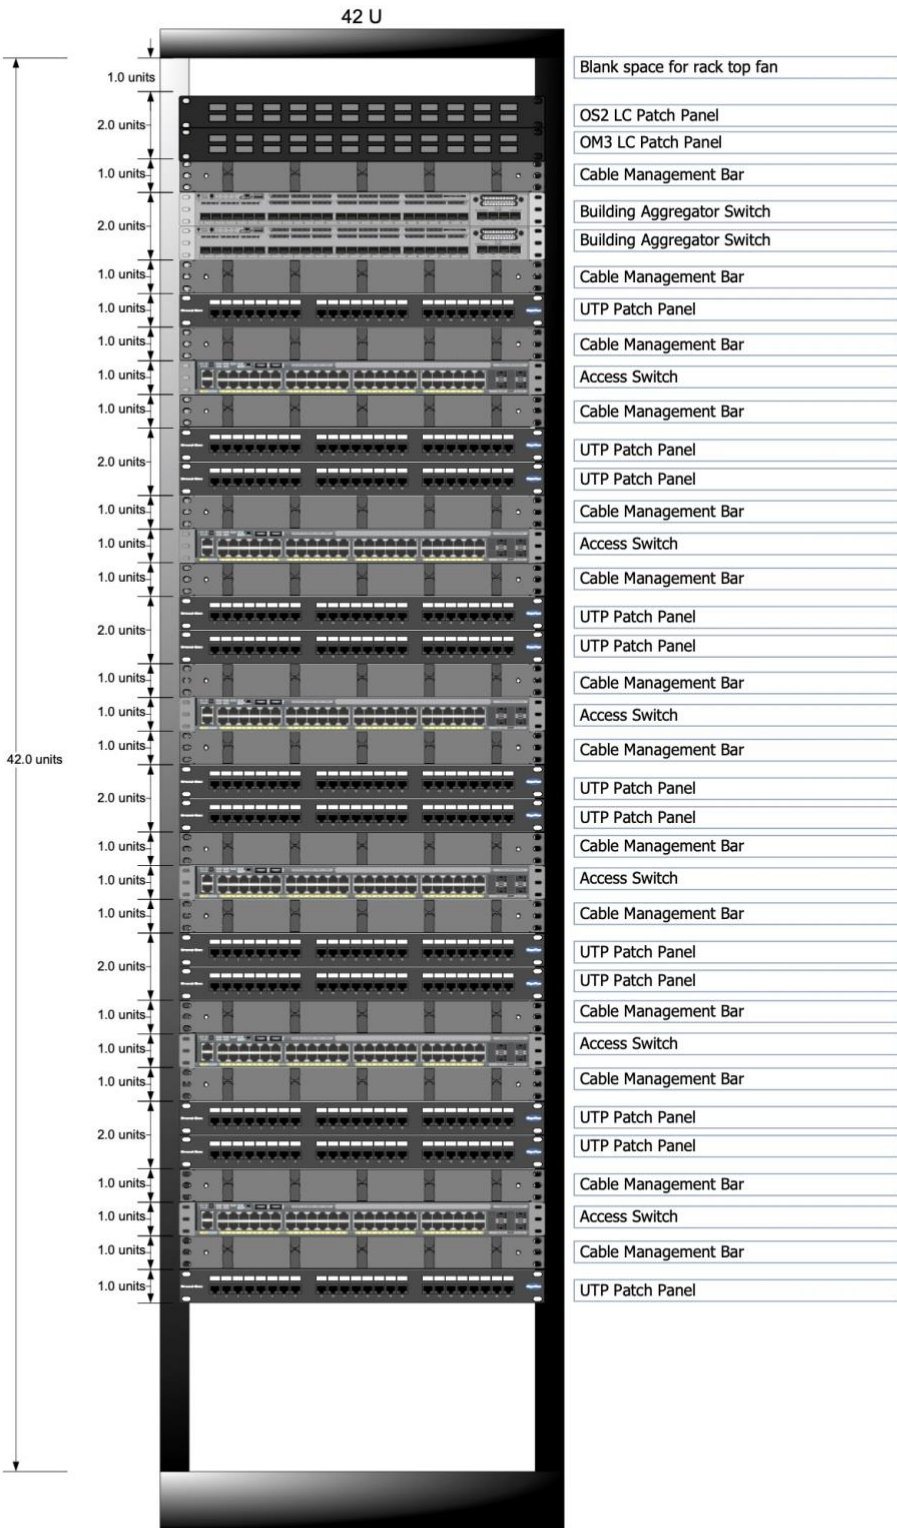 42 U
Blank space for rack top fan
1.0 units
OS2 LC Patch Panel
2.0 units
OM3 LC Patch Panel
1.0 units
Cable Management Bar
Building Aggregator Switch
2.0 units
Building Aggregator Switch
1.0 units
Cable Management Bar
1.0 units
UTP Patch Panel
1.0 units
Cable Management Bar
1.0 units
Access Switch
1.0 units
Cable Management Bar
UTP Patch Panel
2.0 units
UTP Patch Panel
1.0 units
Cable Management Bar
1.0 units
Access Switch
1.0 units
Cable Management Bar
UTP Patch Panel
2.0 units
UTP Patch Panel
1.0 units
Cable Management Bar
1.0 units
Access Switch
1.0 units
Cable Management Bar
42.0 units
UTP Patch Panel
2.0 units
UTP Patch Panel
1.0 units
Cable Management Bar
1.0 units
Access Switch
1.0 units
Cable Management Bar
UTP Patch Panel
2.0 units
UTP Patch Panel
1.0 units
Cable Management Bar
1.0 units
Access Switch
1.0 units
Cable Management Bar
UTP Patch Panel
2.0 units
UTP Patch Panel
1.0 units
Cable Management Bar
1.0 units
Access Switch
1.0 units
Cable Management Bar
1.0 units
UTP Patch Panel